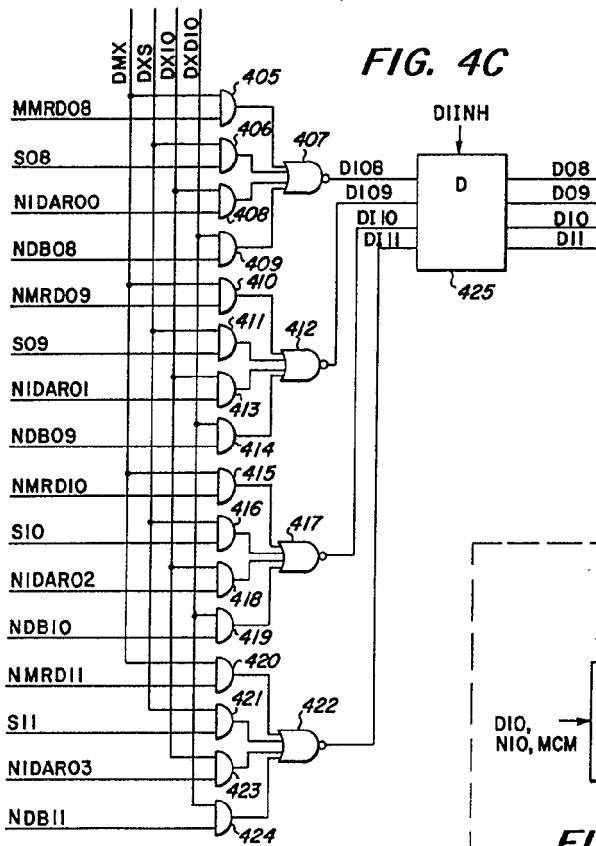 DMX
DXS
DXIO
DXDIO
FIG. 4C
405
MMRD08
406
S08
407
408
NIDAR00
409
NDB08
410
NMRD09
411
S09
412
413
NIDAR01
414
NDB09
415
NMRD10
416
S10
417
418
NIDAR02
419
NDB10
420
NMRD11
421
S11
422
423
NIDAR03
424
NDB11
DIINH
DI08
DI09
DI10
DI11
D
425
D08
D09
D10
D11
DIO,
NIO, MCM